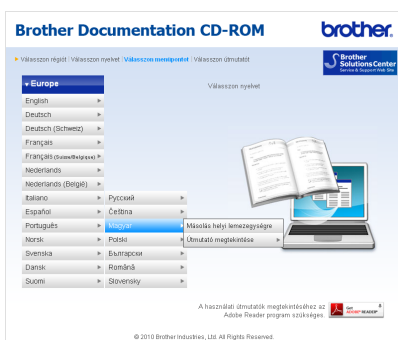 Brother Documentation CD-ROM
brother.
Válasszon régiót | Válasszon nyelvet | Válasszon menüpontot | Válasszon útmutatót
Brother
Solutions Center
Service & Support Web Site
Europe
Válasszon nyelvet
English
Deutsch
Deutsch (Schweiz)
Français
Français (Suisse/Belgique)
Nederlands
Nederlands (België)
Italiano
Русский
Español
Čeština
Português
Magyar
Másolás helyi lemezegységre
Norsk
Polski
Útmutató megtekintése
Svenska
Български
Dansk
Română
Suomi
Slovensky
A használati útmutatók megtekintéséhez az
Adobe Reader program szükséges.
Get
ADOBE® READER®
© 2010 Brother Industries, Ltd. All Rights Reserved.